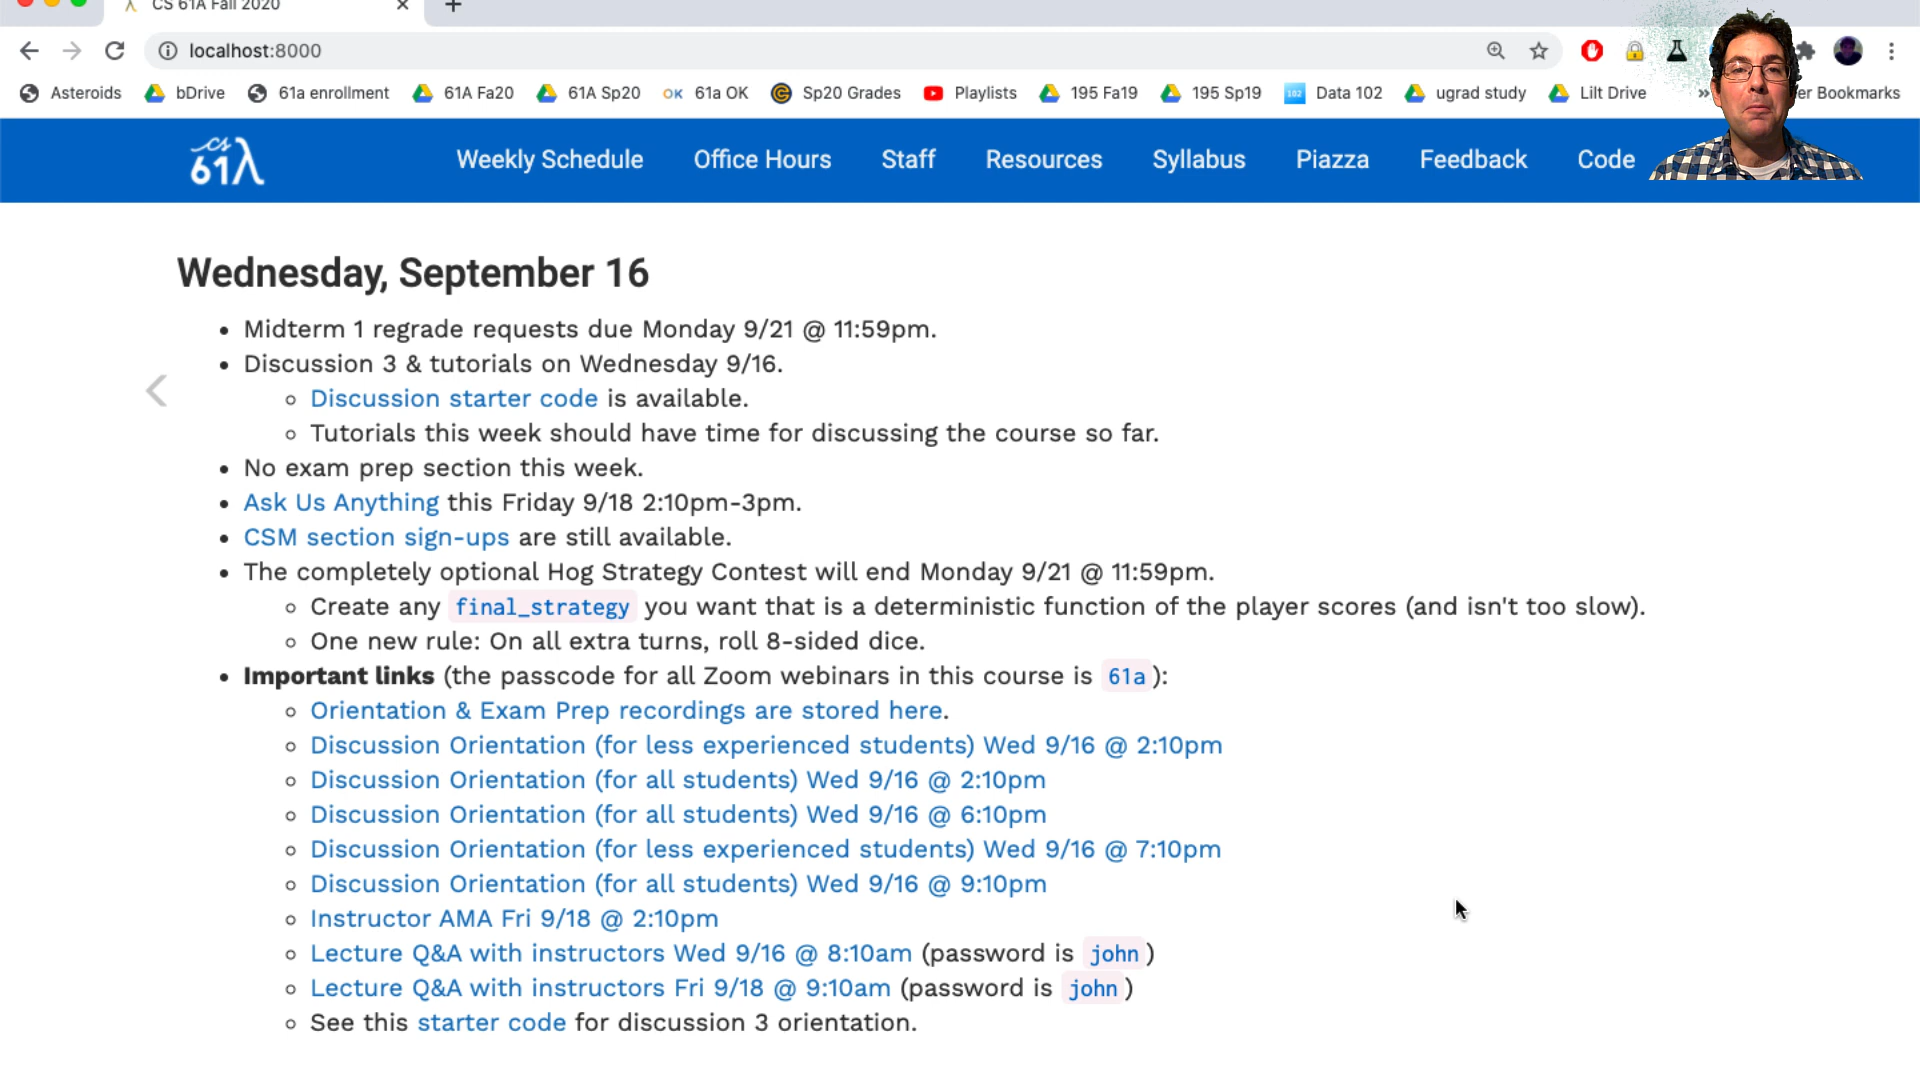 CS 61A Fall 2020
localhost:8000
Asteroids bDrive 61a enrollment 61A Fa20 61A Sp20 OK 61a OK Sp20 Grades Playlists 195 Fa19 195 Sp19 102 Data 102 ugrad study Lilt Drive » er Bookmarks
cs 61λ Weekly Schedule Office Hours Staff Resources Syllabus Piazza Feedback Code
Wednesday, September 16
Midterm 1 regrade requests due Monday 9/21 @ 11:59pm.
Discussion 3 & tutorials on Wednesday 9/16.
Discussion starter code is available.
Tutorials this week should have time for discussing the course so far.
No exam prep section this week.
Ask Us Anything this Friday 9/18 2:10pm-3pm.
CSM section sign-ups are still available.
The completely optional Hog Strategy Contest will end Monday 9/21 @ 11:59pm.
Create any final_strategy you want that is a deterministic function of the player scores (and isn't too slow).
One new rule: On all extra turns, roll 8-sided dice.
Important links (the passcode for all Zoom webinars in this course is 61a):
Orientation & Exam Prep recordings are stored here.
Discussion Orientation (for less experienced students) Wed 9/16 @ 2:10pm
Discussion Orientation (for all students) Wed 9/16 @ 2:10pm
Discussion Orientation (for all students) Wed 9/16 @ 6:10pm
Discussion Orientation (for less experienced students) Wed 9/16 @ 7:10pm
Discussion Orientation (for all students) Wed 9/16 @ 9:10pm
Instructor AMA Fri 9/18 @ 2:10pm
Lecture Q&A with instructors Wed 9/16 @ 8:10am (password is john)
Lecture Q&A with instructors Fri 9/18 @ 9:10am (password is john)
See this starter code for discussion 3 orientation.